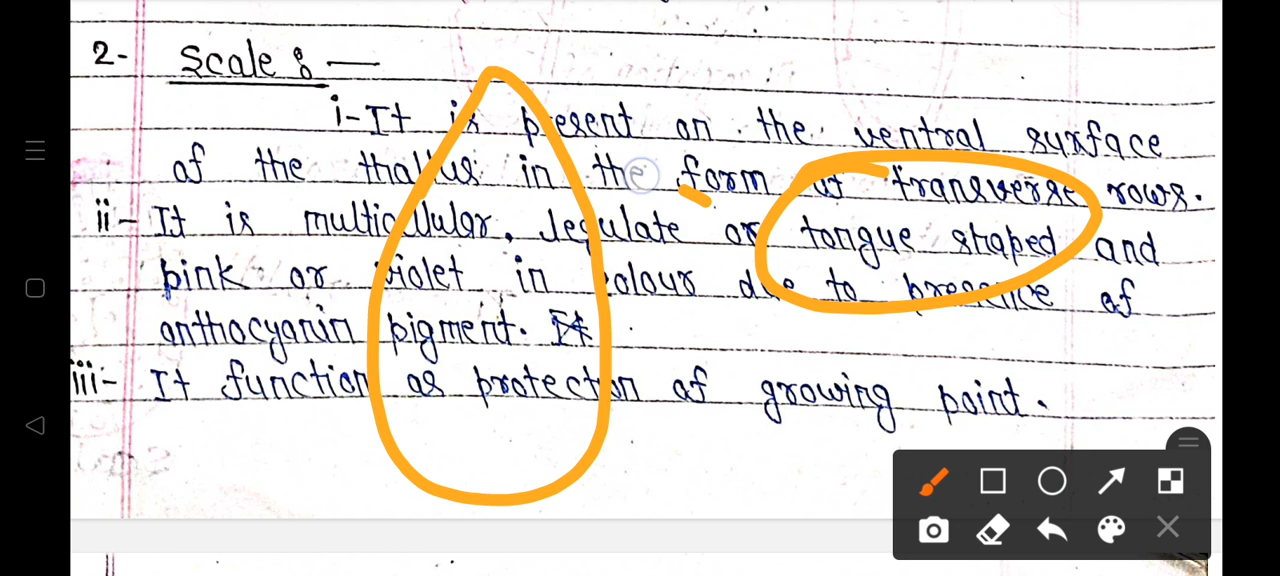 2- Scale :-
i- It is present on the ventral surface
of the thallus in the form of transverse rows.
ii- It is multicellular, legulate or tongue shaped and
pink or violet in colour due to presence of
anthocyanin pigment. It
iii- It function as protection of growing point.